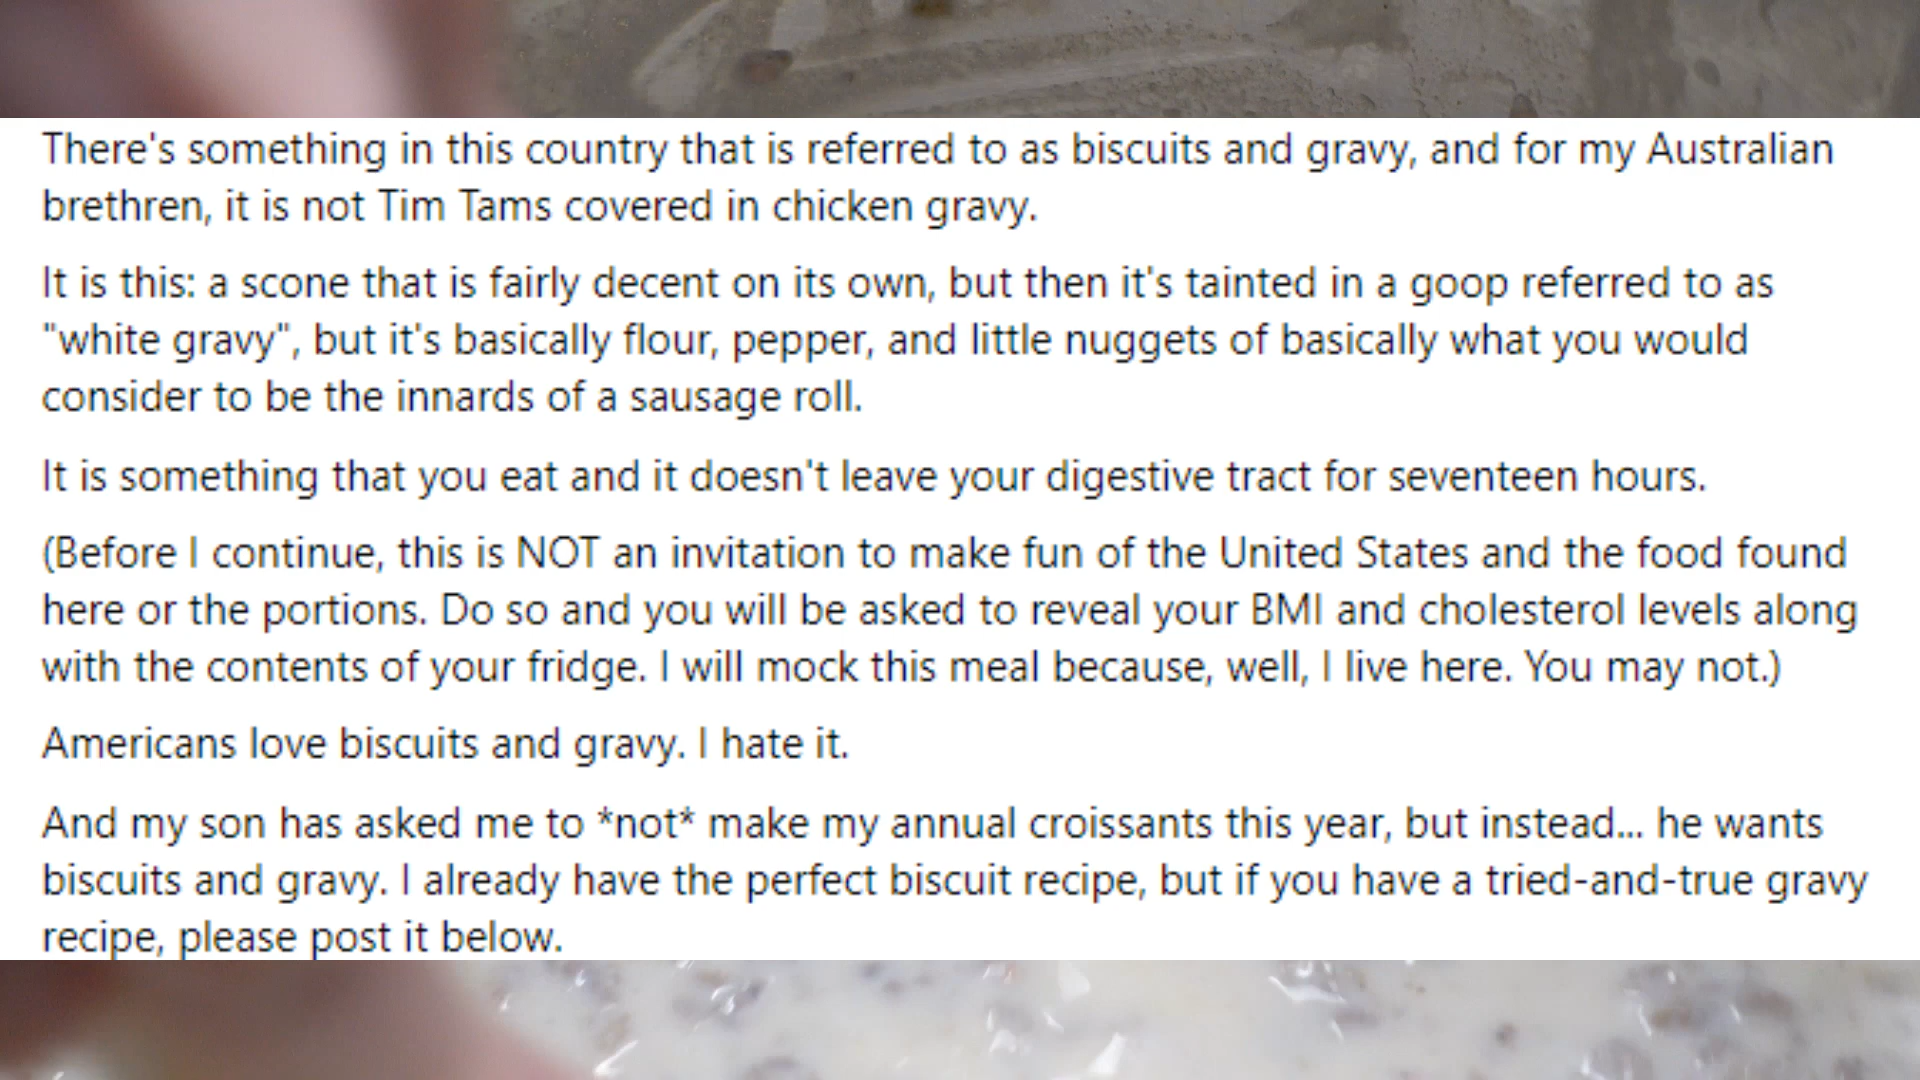 There's something in this country that is referred to as biscuits and gravy, and for my Australian
brethren, it is not Tim Tams covered in chicken gravy.
It is this: a scone that is fairly decent on its own, but then it's tainted in a goop referred to as
"white gravy", but it's basically flour, pepper, and little nuggets of basically what you would
consider to be the innards of a sausage roll.
It is something that you eat and it doesn't leave your digestive tract for seventeen hours.
(Before I continue, this is NOT an invitation to make fun of the United States and the food found
here or the portions. Do so and you will be asked to reveal your BMI and cholesterol levels along
with the contents of your fridge. I will mock this meal because, well, I live here. You may not.)
Americans love biscuits and gravy. I hate it.
And my son has asked me to *not* make my annual croissants this year, but instead... he wants
biscuits and gravy. I already have the perfect biscuit recipe, but if you have a tried-and-true gravy
recipe, please post it below.